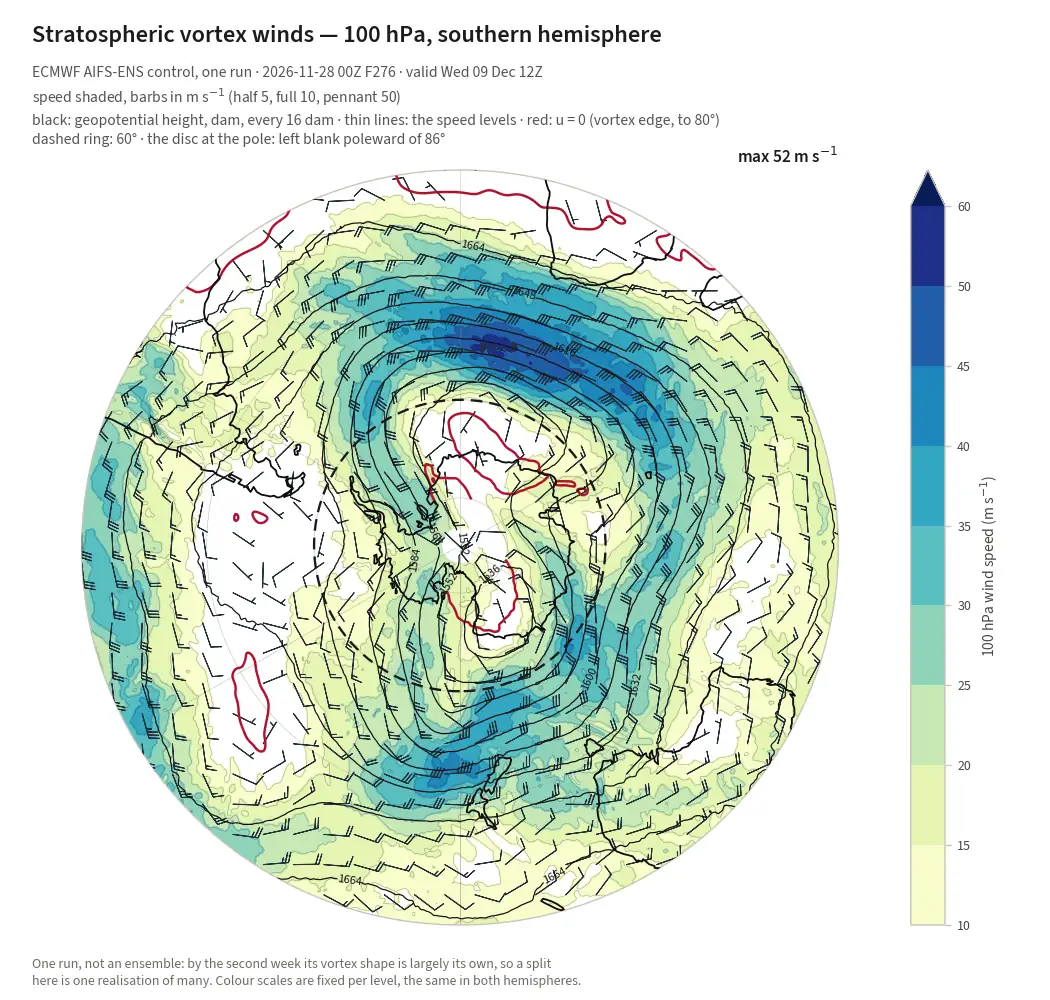 Stratospheric vortex winds — 100 hPa, southern hemisphere
ECMWF AIFS-ENS control, one run · 2026-11-28 00Z F276 · valid Wed 09 Dec 12Z
speed shaded, barbs in m s⁻¹ (half 5, full 10, pennant 50)
black: geopotential height, dam, every 16 dam · thin lines: the speed levels · red: u = 0 (vortex edge, to 80°)
dashed ring: 60° · the disc at the pole: left blank poleward of 86°
max 52 m s⁻¹
60
50
45
40
35
30
25
20
15
10
100 hPa wind speed (m s⁻¹)
1664
1584
1600
1632
1664
1664
One run, not an ensemble: by the second week its vortex shape is largely its own, so a split
here is one realisation of many. Colour scales are fixed per level, the same in both hemispheres.